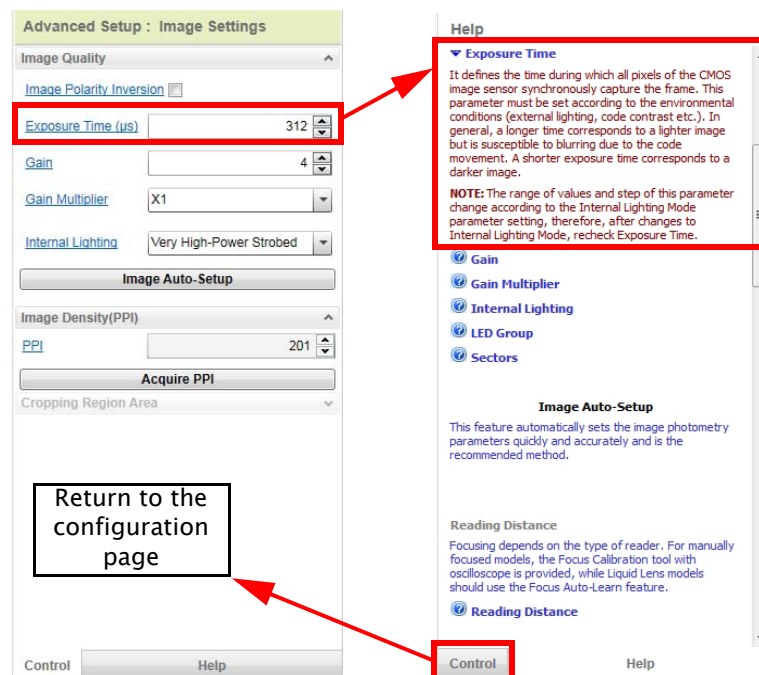 Advanced Setup : Image Settings
Image Quality
Image Polarity Inversion
Exposure Time (µs)
312
Gain
4
Gain Multiplier
X1
Internal Lighting
Very High-Power Strobed
Image Auto-Setup
Image Density(PPI)
PPI
201
Acquire PPI
Cropping Region Area
Return to the
configuration
page
Control
Help
Help
Exposure Time
It defines the time during which all pixels of the CMOS
image sensor synchronously capture the frame. This
parameter must be set according to the environmental
conditions (external lighting, code contrast etc.). In
general, a longer time corresponds to a lighter image
but is susceptible to blurring due to the code
movement. A shorter exposure time corresponds to a
darker image.
NOTE: The range of values and step of this parameter
change according to the Internal Lighting Mode
parameter setting, therefore, after changes to
Internal Lighting Mode, recheck Exposure Time.
Gain
Gain Multiplier
Internal Lighting
LED Group
Sectors
Image Auto-Setup
This feature automatically sets the image photometry
parameters quickly and accurately and is the
recommended method.
Reading Distance
Focusing depends on the type of reader. For manually
focused models, the Focus Calibration tool with
oscilloscope is provided, while Liquid Lens models
should use the Focus Auto-Learn feature.
Reading Distance
Control
Help